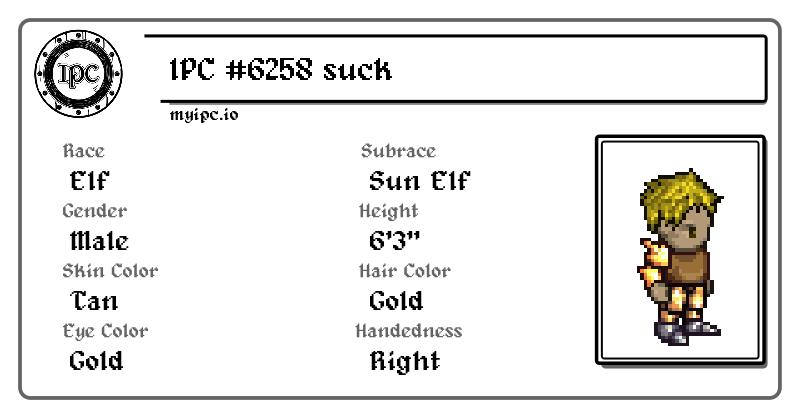 IPC
IPC #6258 suck
myipc.io
Race
Subrace
Elf
Sun Elf
Gender
Height
Male
6'3"
Skin Color
Hair Color
Tan
Gold
Eye Color
Handedness
Gold
Right